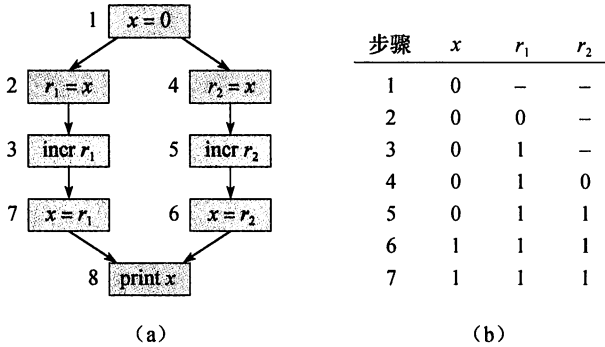 1 x = 0
2 r₁ = x 4 r₂ = x
3 incr r₁ 5 incr r₂
7 x = r₁ 6 x = r₂
8 print x
(a)
步骤 x r₁ r₂
1 0 – –
2 0 0 –
3 0 1 –
4 0 1 0
5 0 1 1
6 1 1 1
7 1 1 1
(b)